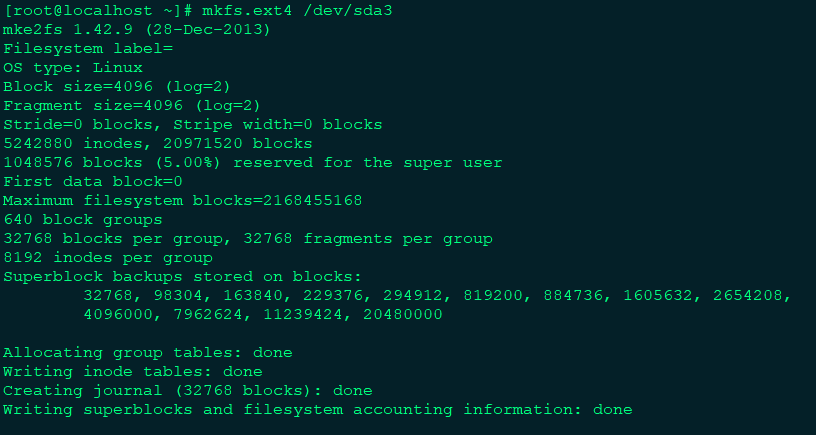 [root@localhost ~]# mkfs.ext4 /dev/sda3
mke2fs 1.42.9 (28-Dec-2013)
Filesystem label=
OS type: Linux
Block size=4096 (log=2)
Fragment size=4096 (log=2)
Stride=0 blocks, Stripe width=0 blocks
5242880 inodes, 20971520 blocks
1048576 blocks (5.00%) reserved for the super user
First data block=0
Maximum filesystem blocks=2168455168
640 block groups
32768 blocks per group, 32768 fragments per group
8192 inodes per group
Superblock backups stored on blocks:
        32768, 98304, 163840, 229376, 294912, 819200, 884736, 1605632, 2654208,
        4096000, 7962624, 11239424, 20480000

Allocating group tables: done
Writing inode tables: done
Creating journal (32768 blocks): done
Writing superblocks and filesystem accounting information: done